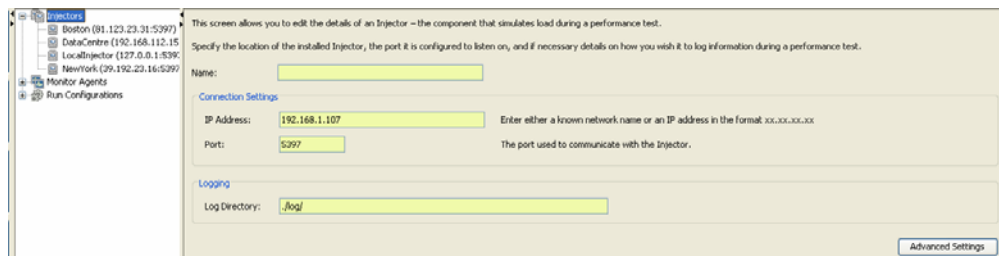 Injectors
Boston (81.123.23.31:5397)
DataCentre (192.168.112.15
LocalInjector (127.0.0.1:539
NewYork (39.192.23.16:5397
Monitor Agents
Run Configurations
This screen allows you to edit the details of an Injector – the component that simulates load during a performance test.
Specify the location of the installed Injector, the port it is configured to listen on, and if necessary details on how you wish it to log information during a performance test.
Name:
Connection Settings
IP Address: 192.168.1.107 Enter either a known network name or an IP address in the format xx.xx.xx.xx
Port: 5397 The port used to communicate with the Injector.
Logging
Log Directory: ./log/
Advanced Settings